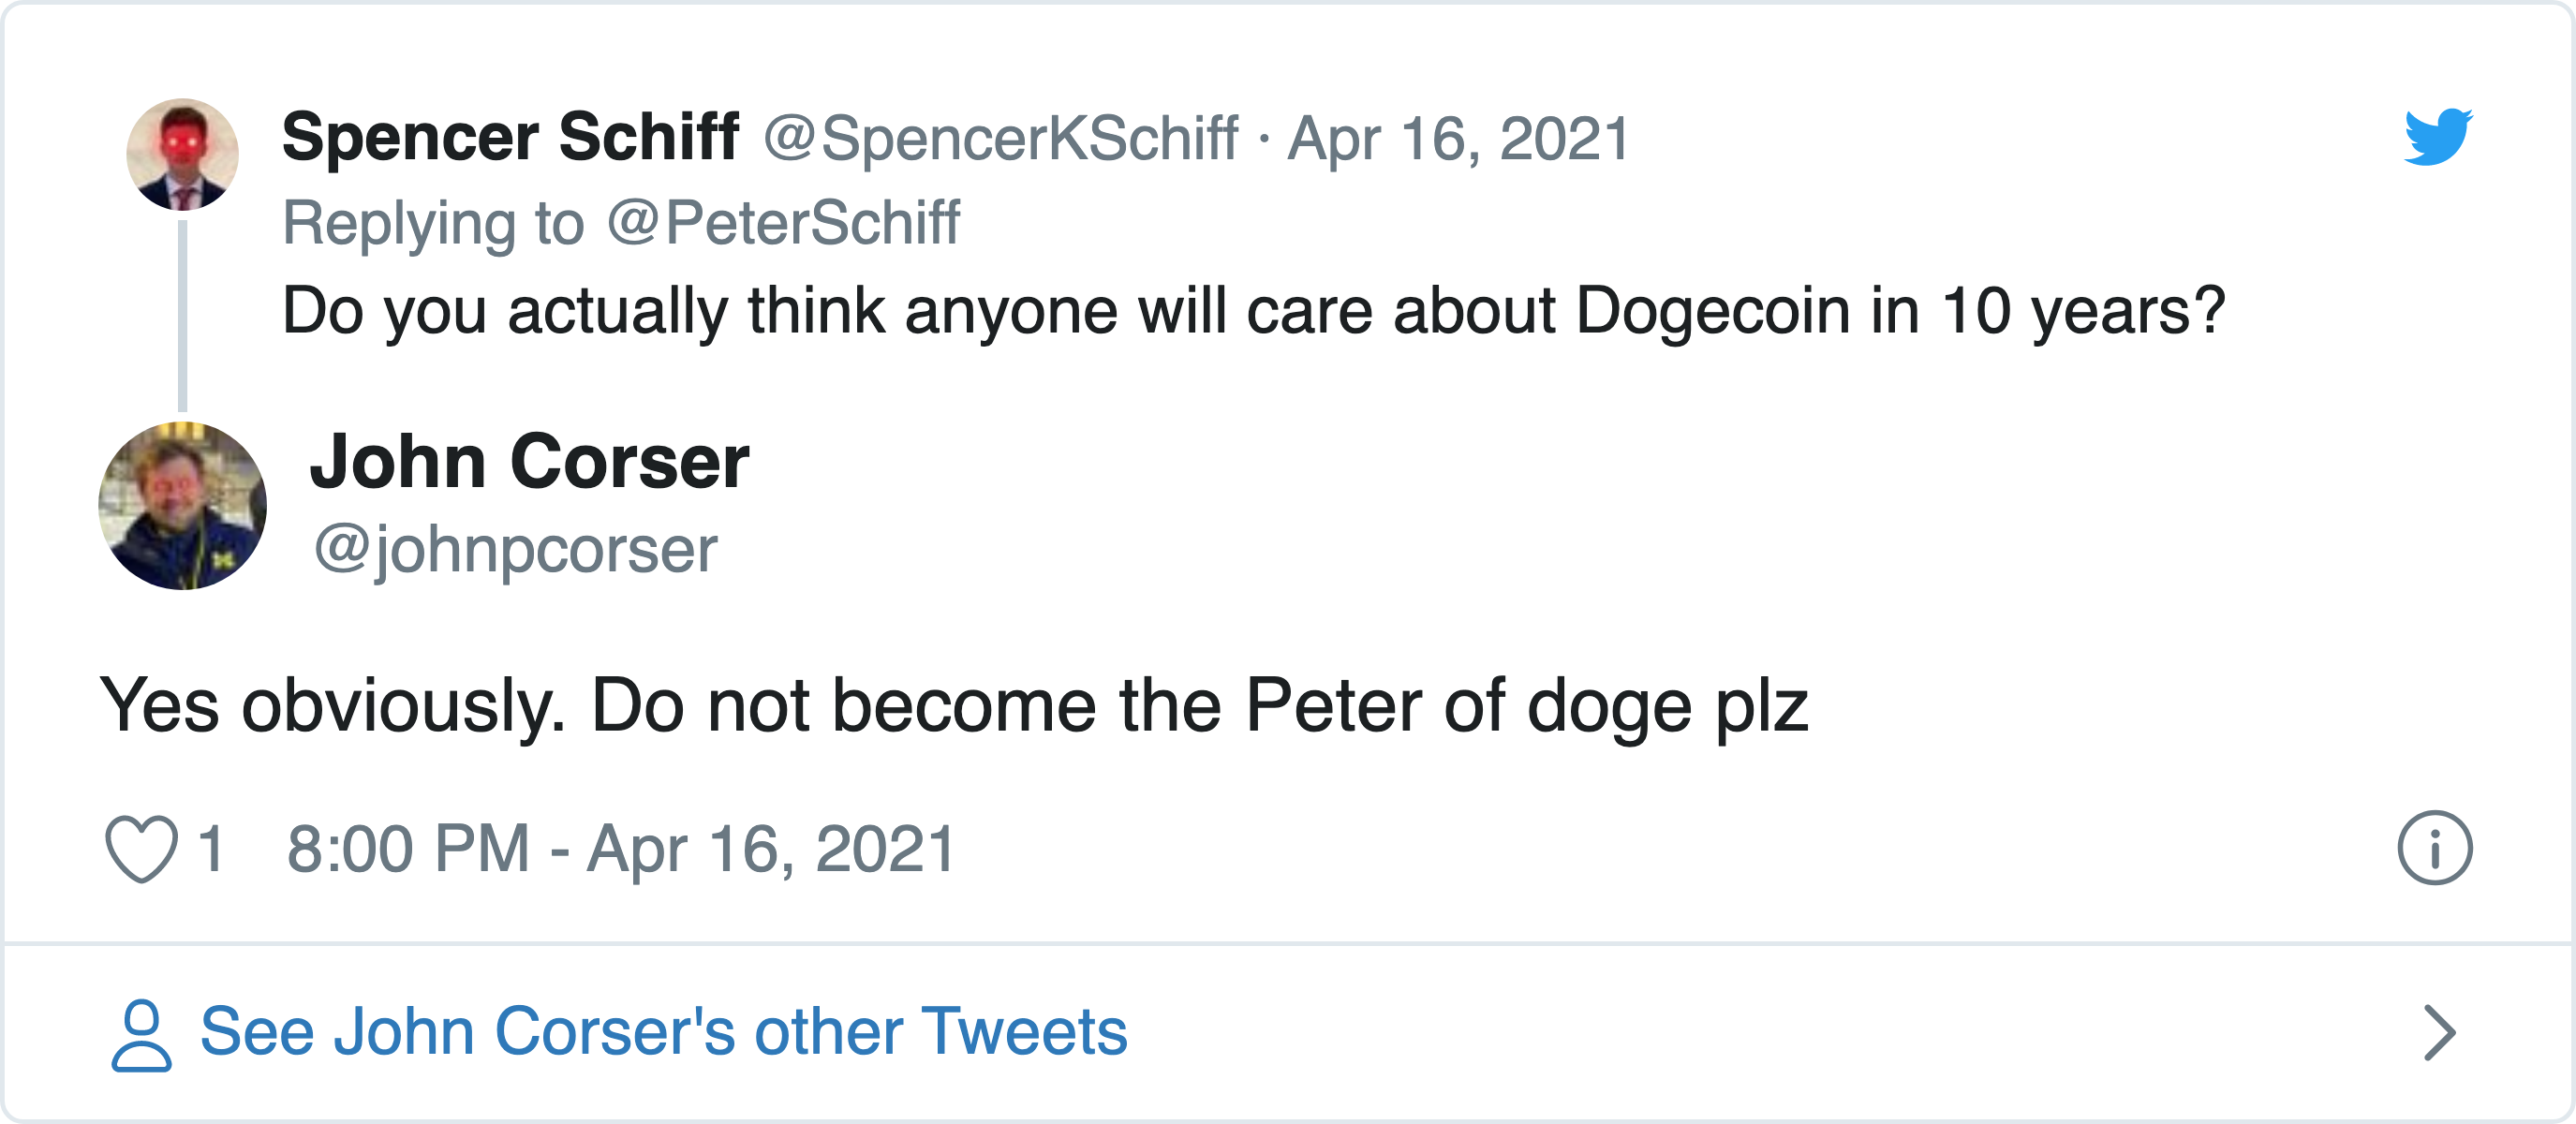 Spencer Schiff @SpencerKSchiff · Apr 16, 2021
Replying to @PeterSchiff
Do you actually think anyone will care about Dogecoin in 10 years?
John Corser
@johnpcorser
Yes obviously. Do not become the Peter of doge plz
1 8:00 PM - Apr 16, 2021
See John Corser's other Tweets